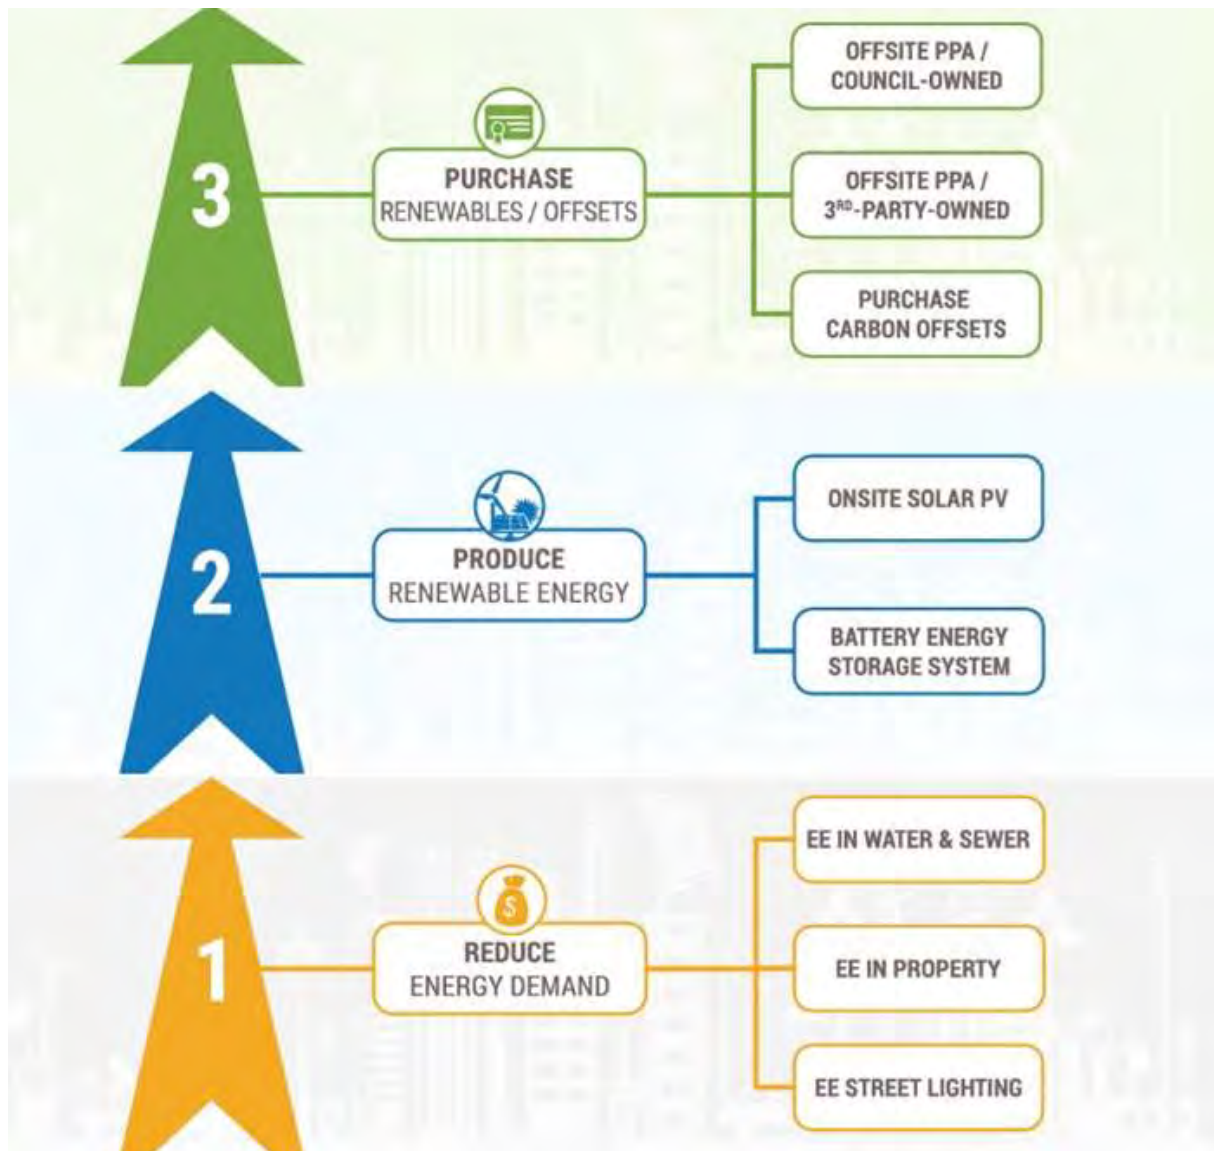 3
PURCHASE
RENEWABLES / OFFSETS
OFFSITE PPA /
COUNCIL-OWNED
OFFSITE PPA /
3RD-PARTY-OWNED
PURCHASE
CARBON OFFSETS
2
PRODUCE
RENEWABLE ENERGY
ONSITE SOLAR PV
BATTERY ENERGY
STORAGE SYSTEM
1
$
REDUCE
ENERGY DEMAND
EE IN WATER & SEWER
EE IN PROPERTY
EE STREET LIGHTING